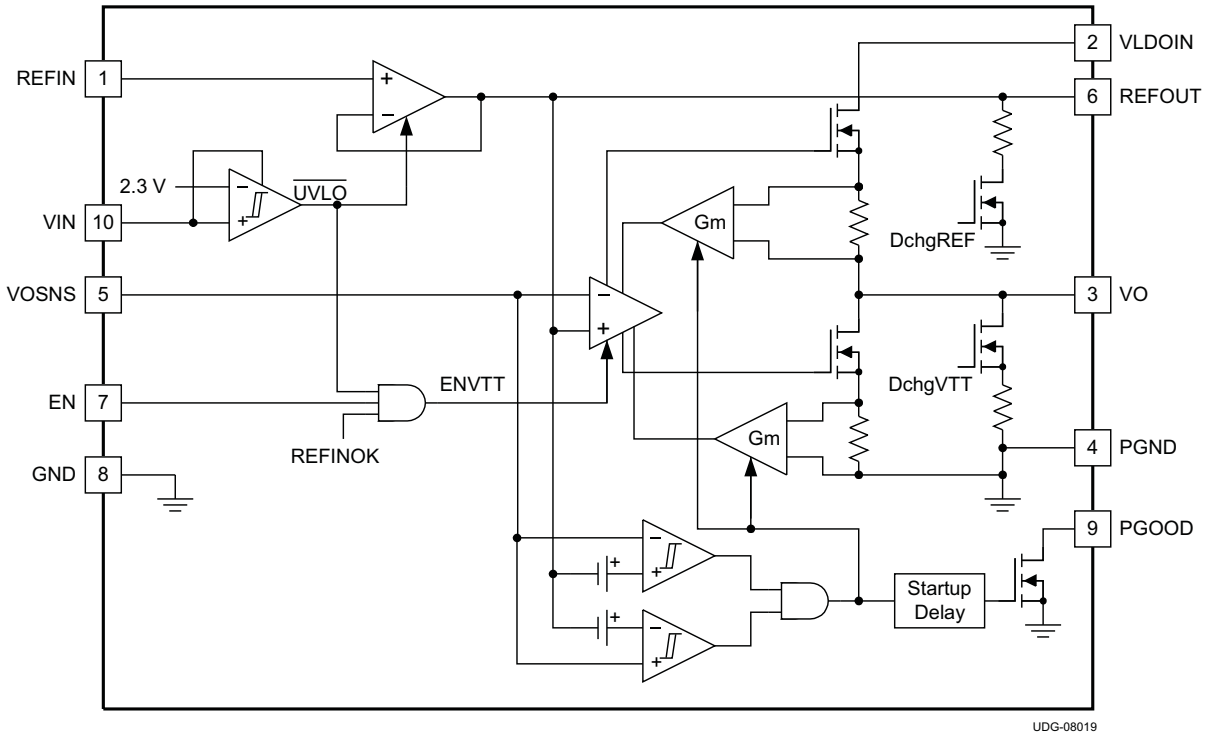 2 VLDOIN
REFIN 1
+
−
6 REFOUT
2.3 V
−
+
UVLO
VIN 10
Gm
DchgREF
VOSNS 5
−
+
3 VO
ENVTT
DchgVTT
EN 7
REFINOK
Gm
4 PGND
GND 8
9 PGOOD
−
+
+
Startup
Delay
+
−
+
UDG-08019